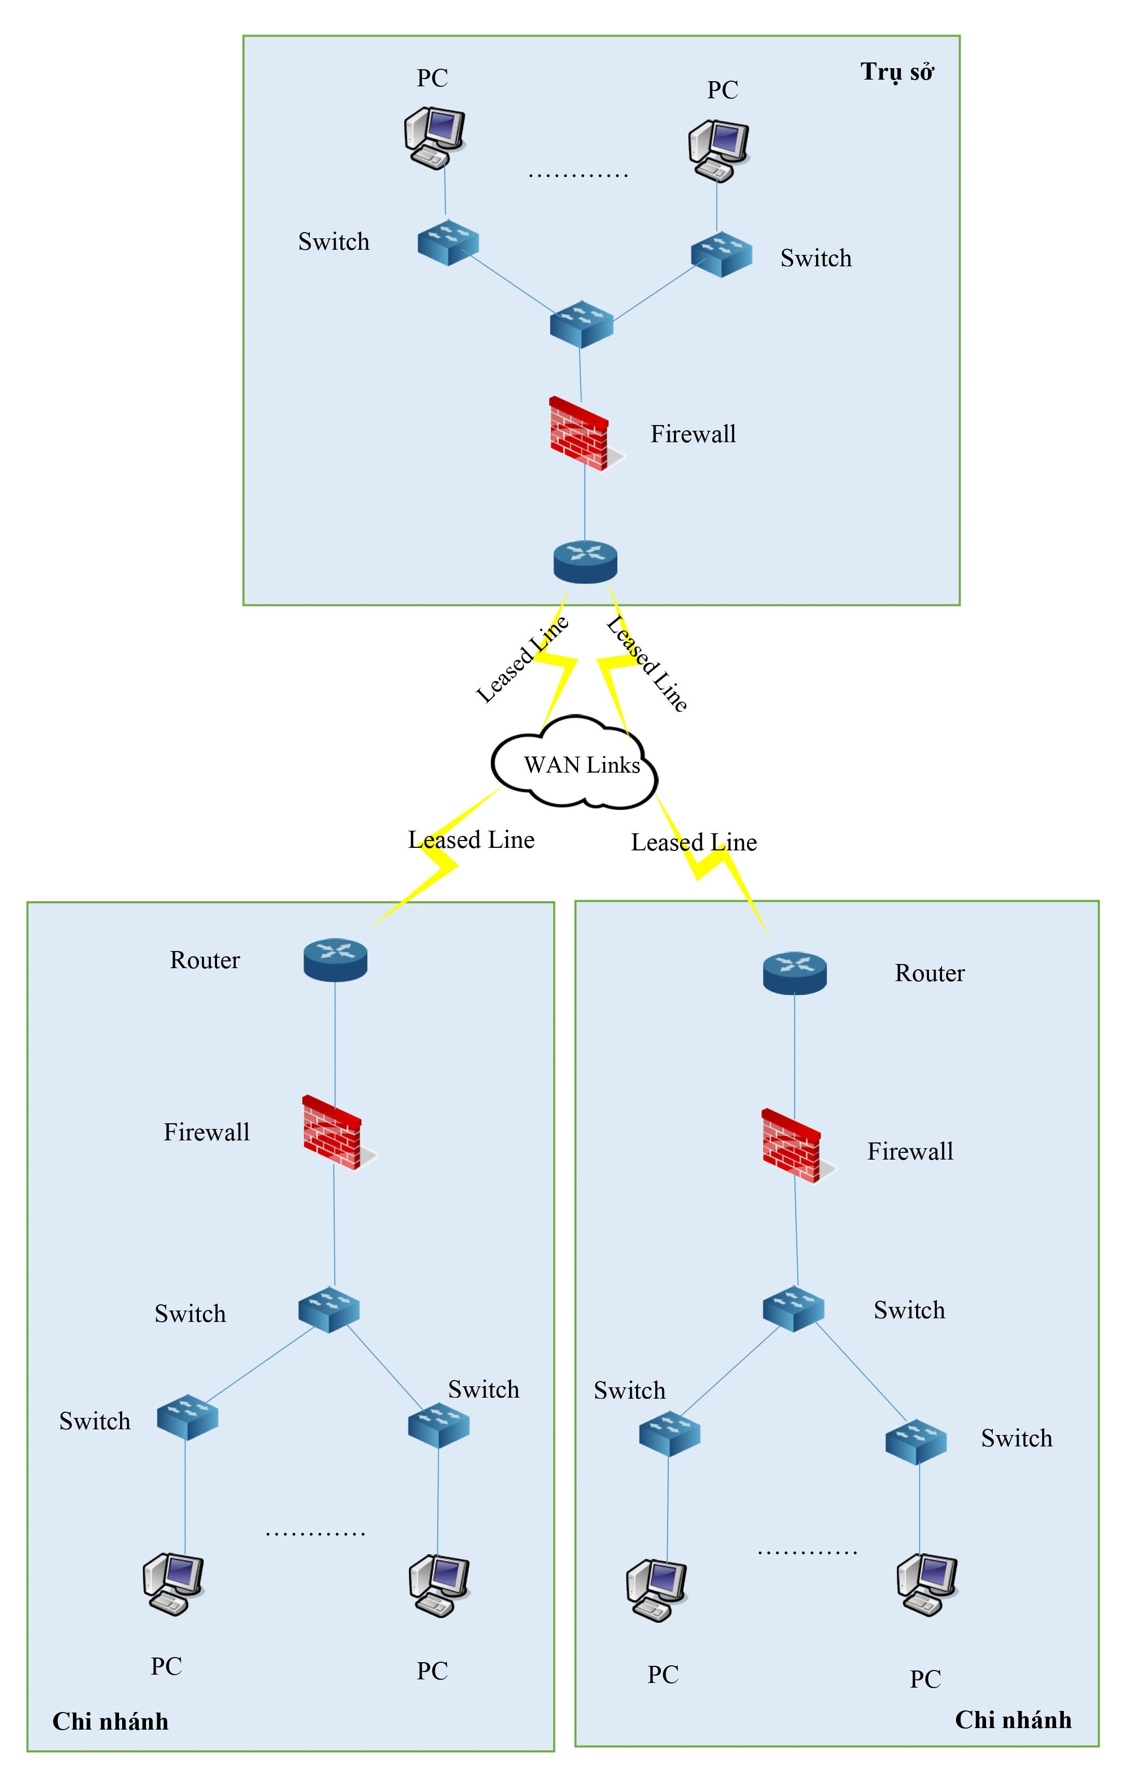 Trụ sở
PC
PC
…………
Switch
Switch
Firewall
Leased Line
Leased Line
WAN Links
Leased Line
Leased Line
Router
Firewall
Switch
Switch
Switch
…………
PC
PC
Chi nhánh
Router
Firewall
Switch
Switch
Switch
…………
PC
PC
Chi nhánh